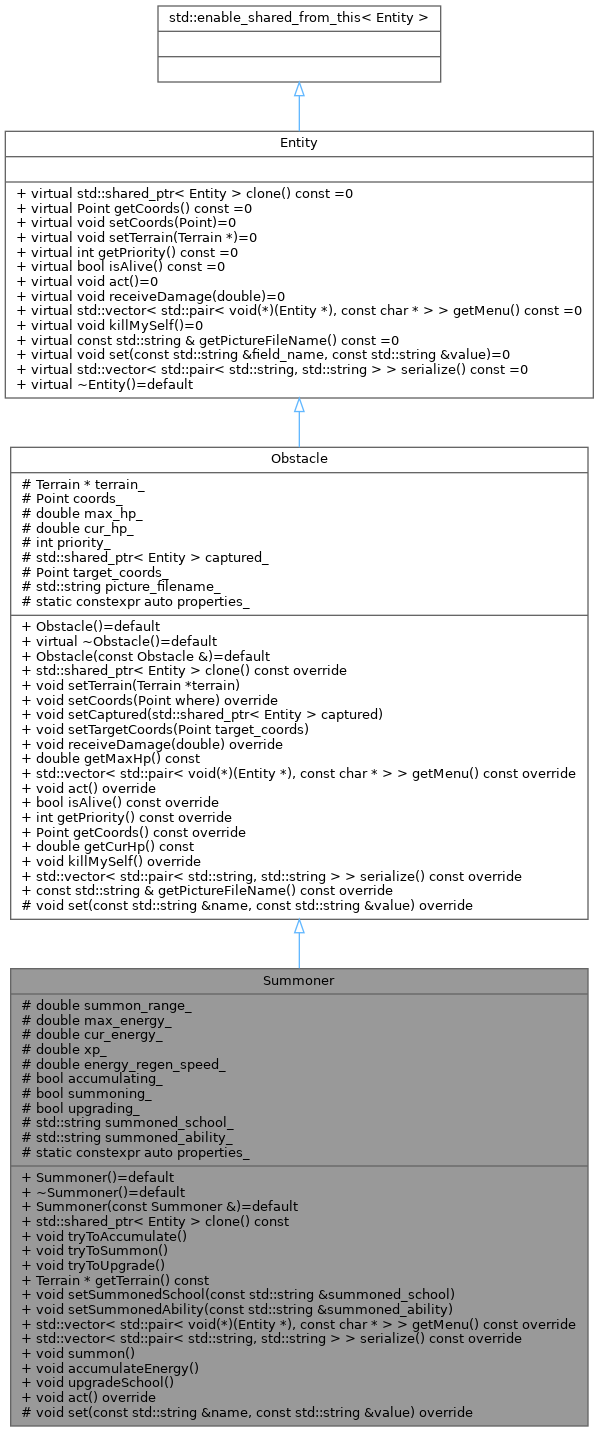 std::enable_shared_from_this< Entity >
Entity
+ virtual std::shared_ptr< Entity > clone() const =0
+ virtual Point getCoords() const =0
+ virtual void setCoords(Point)=0
+ virtual void setTerrain(Terrain *)=0
+ virtual int getPriority() const =0
+ virtual bool isAlive() const =0
+ virtual void act()=0
+ virtual void receiveDamage(double)=0
+ virtual std::vector< std::pair< void(*)(Entity *), const char * > > getMenu() const =0
+ virtual void killMySelf()=0
+ virtual const std::string & getPictureFileName() const =0
+ virtual void set(const std::string &field_name, const std::string &value)=0
+ virtual std::vector< std::pair< std::string, std::string > > serialize() const =0
+ virtual ~Entity()=default
Obstacle
# Terrain * terrain_
# Point coords_
# double max_hp_
# double cur_hp_
# int priority_
# std::shared_ptr< Entity > captured_
# Point target_coords_
# std::string picture_filename_
# static constexpr auto properties_
+ Obstacle()=default
+ virtual ~Obstacle()=default
+ Obstacle(const Obstacle &)=default
+ std::shared_ptr< Entity > clone() const override
+ void setTerrain(Terrain *terrain)
+ void setCoords(Point where) override
+ void setCaptured(std::shared_ptr< Entity > captured)
+ void setTargetCoords(Point target_coords)
+ void receiveDamage(double) override
+ double getMaxHp() const
+ std::vector< std::pair< void(*)(Entity *), const char * > > getMenu() const override
+ void act() override
+ bool isAlive() const override
+ int getPriority() const override
+ Point getCoords() const override
+ double getCurHp() const
+ void killMySelf() override
+ std::vector< std::pair< std::string, std::string > > serialize() const override
+ const std::string & getPictureFileName() const override
# void set(const std::string &name, const std::string &value) override
Summoner
# double summon_range_
# double max_energy_
# double cur_energy_
# double xp_
# double energy_regen_speed_
# bool accumulating_
# bool summoning_
# bool upgrading_
# std::string summoned_school_
# std::string summoned_ability_
# static constexpr auto properties_
+ Summoner()=default
+ ~Summoner()=default
+ Summoner(const Summoner &)=default
+ std::shared_ptr< Entity > clone() const
+ void tryToAccumulate()
+ void tryToSummon()
+ void tryToUpgrade()
+ Terrain * getTerrain() const
+ void setSummonedSchool(const std::string &summoned_school)
+ void setSummonedAbility(const std::string &summoned_ability)
+ std::vector< std::pair< void(*)(Entity *), const char * > > getMenu() const override
+ std::vector< std::pair< std::string, std::string > > serialize() const override
+ void summon()
+ void accumulateEnergy()
+ void upgradeSchool()
+ void act() override
# void set(const std::string &name, const std::string &value) override